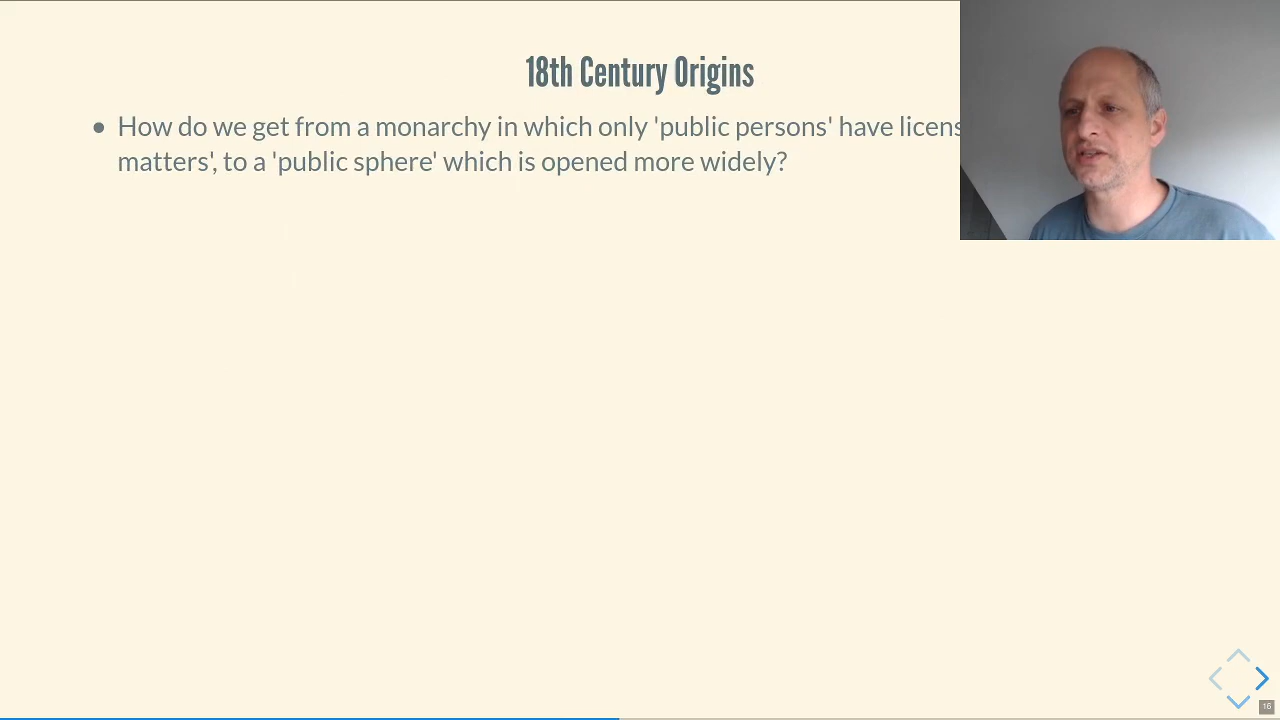 18th Century Origins
How do we get from a monarchy in which only 'public persons' have licens
matters', to a 'public sphere' which is opened more widely?
16